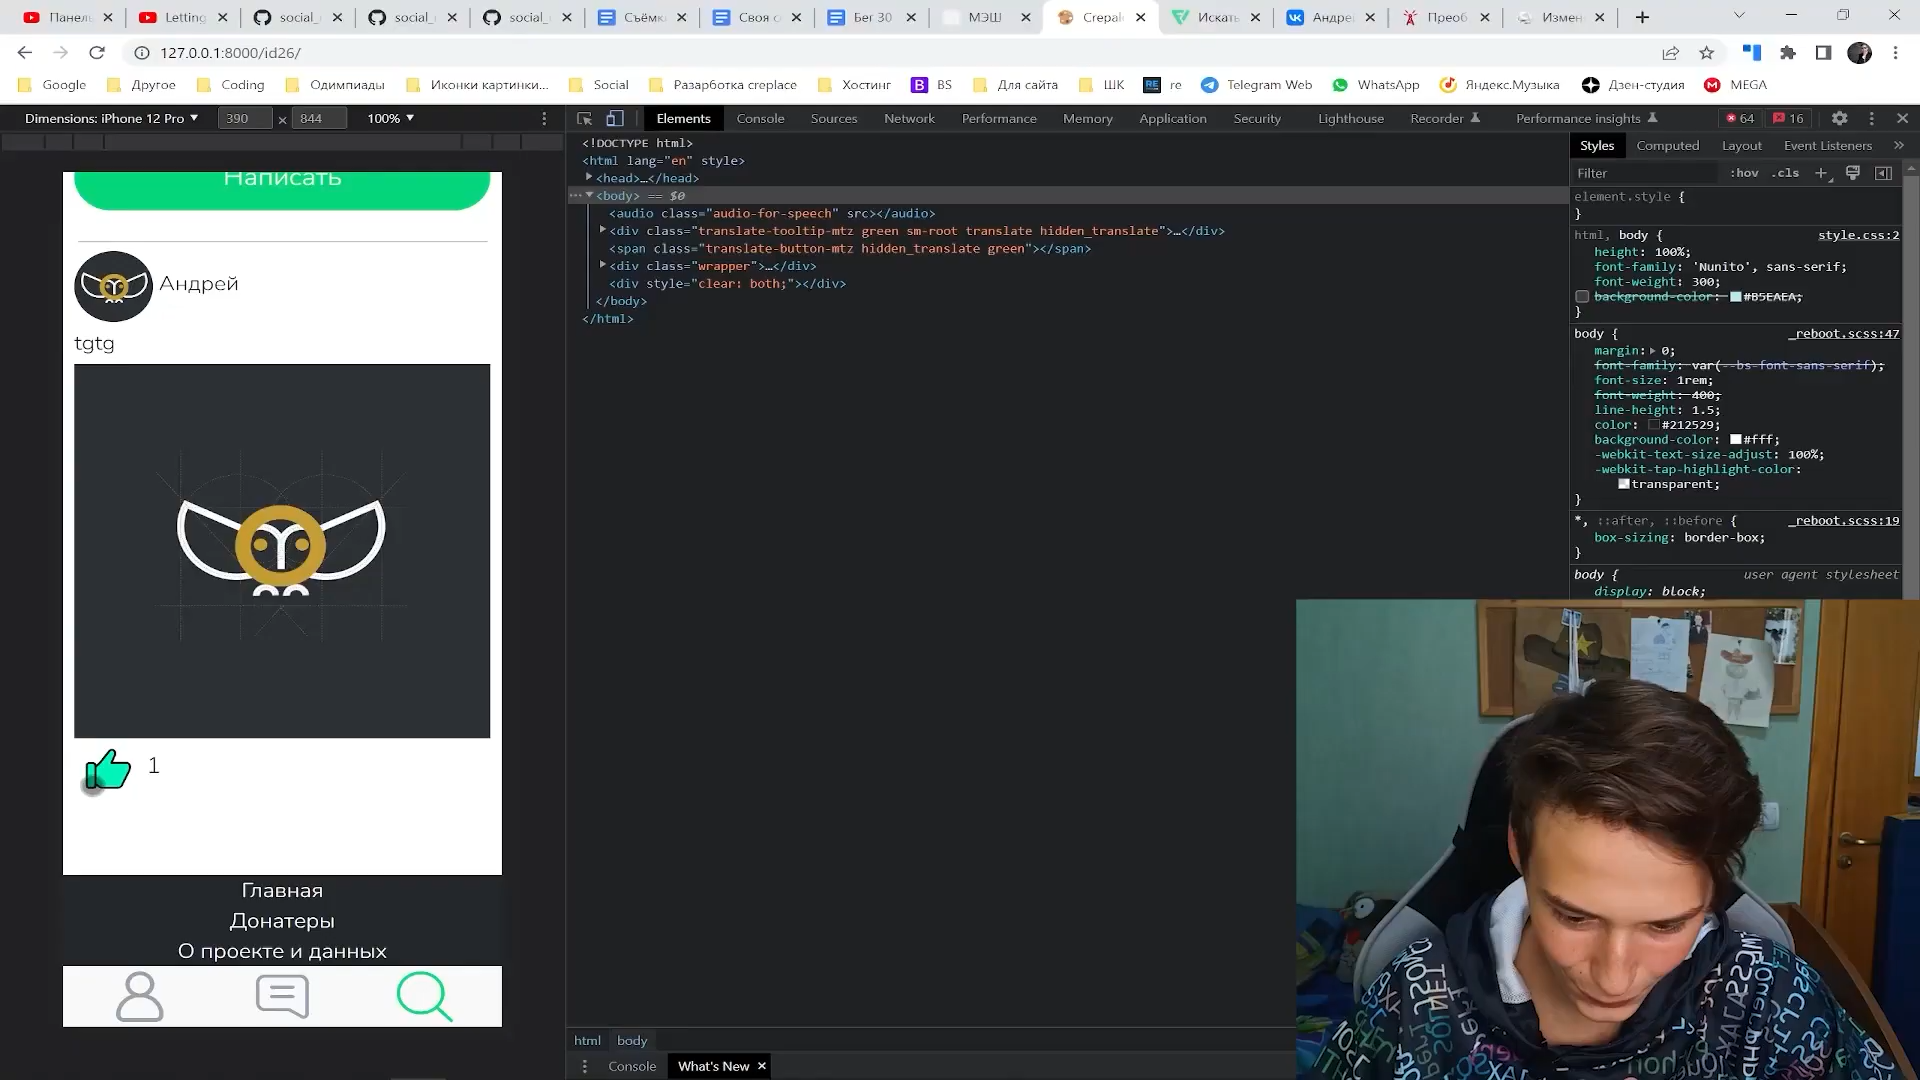 Панель
Letting
social_
social_
social_
Съёмк
Своя с
Бег 30
МЭШ
Crepal
Искать
Андре
Преоб
Измен
127.0.0.1:8000/id26/
Google
Другое
Coding
Олимпиады
Иконки картинки...
Social
Разарботка creplace
Хостинг
BS
Для сайта
ШК
re
Telegram Web
WhatsApp
Яндекс.Музыка
Дзен-студия
MEGA
Dimensions: iPhone 12 Pro
390
×
844
100%
Elements
Console
Sources
Network
Performance
Memory
Application
Security
Lighthouse
Recorder
Performance insights
64
16
Написать
Андрей
tgtg
1
Главная
Донатеры
О проекте и данных
<!DOCTYPE html>
<html lang="en" style>
<head>…</head>
<body> == $0
<audio class="audio-for-speech" src></audio>
<div class="translate-tooltip-mtz green sm-root translate hidden_translate">…</div>
<span class="translate-button-mtz hidden_translate green"></span>
<div class="wrapper">…</div>
<div style="clear: both;"></div>
</body>
</html>
html
body
Console
What's New
Styles
Computed
Layout
Event Listeners
Filter
:hov
.cls
element.style {
}
html, body {
style.css:2
height: 100%;
font-family: 'Nunito', sans-serif;
font-weight: 300;
background-color: #B5EAEA;
}
body {
_reboot.scss:47
margin: 0;
font-family: var(--bs-font-sans-serif);
font-size: 1rem;
font-weight: 400;
line-height: 1.5;
color: #212529;
background-color: #fff;
-webkit-text-size-adjust: 100%;
-webkit-tap-highlight-color:
transparent;
}
*, ::after, ::before {
_reboot.scss:19
box-sizing: border-box;
}
body {
user agent stylesheet
display: block;